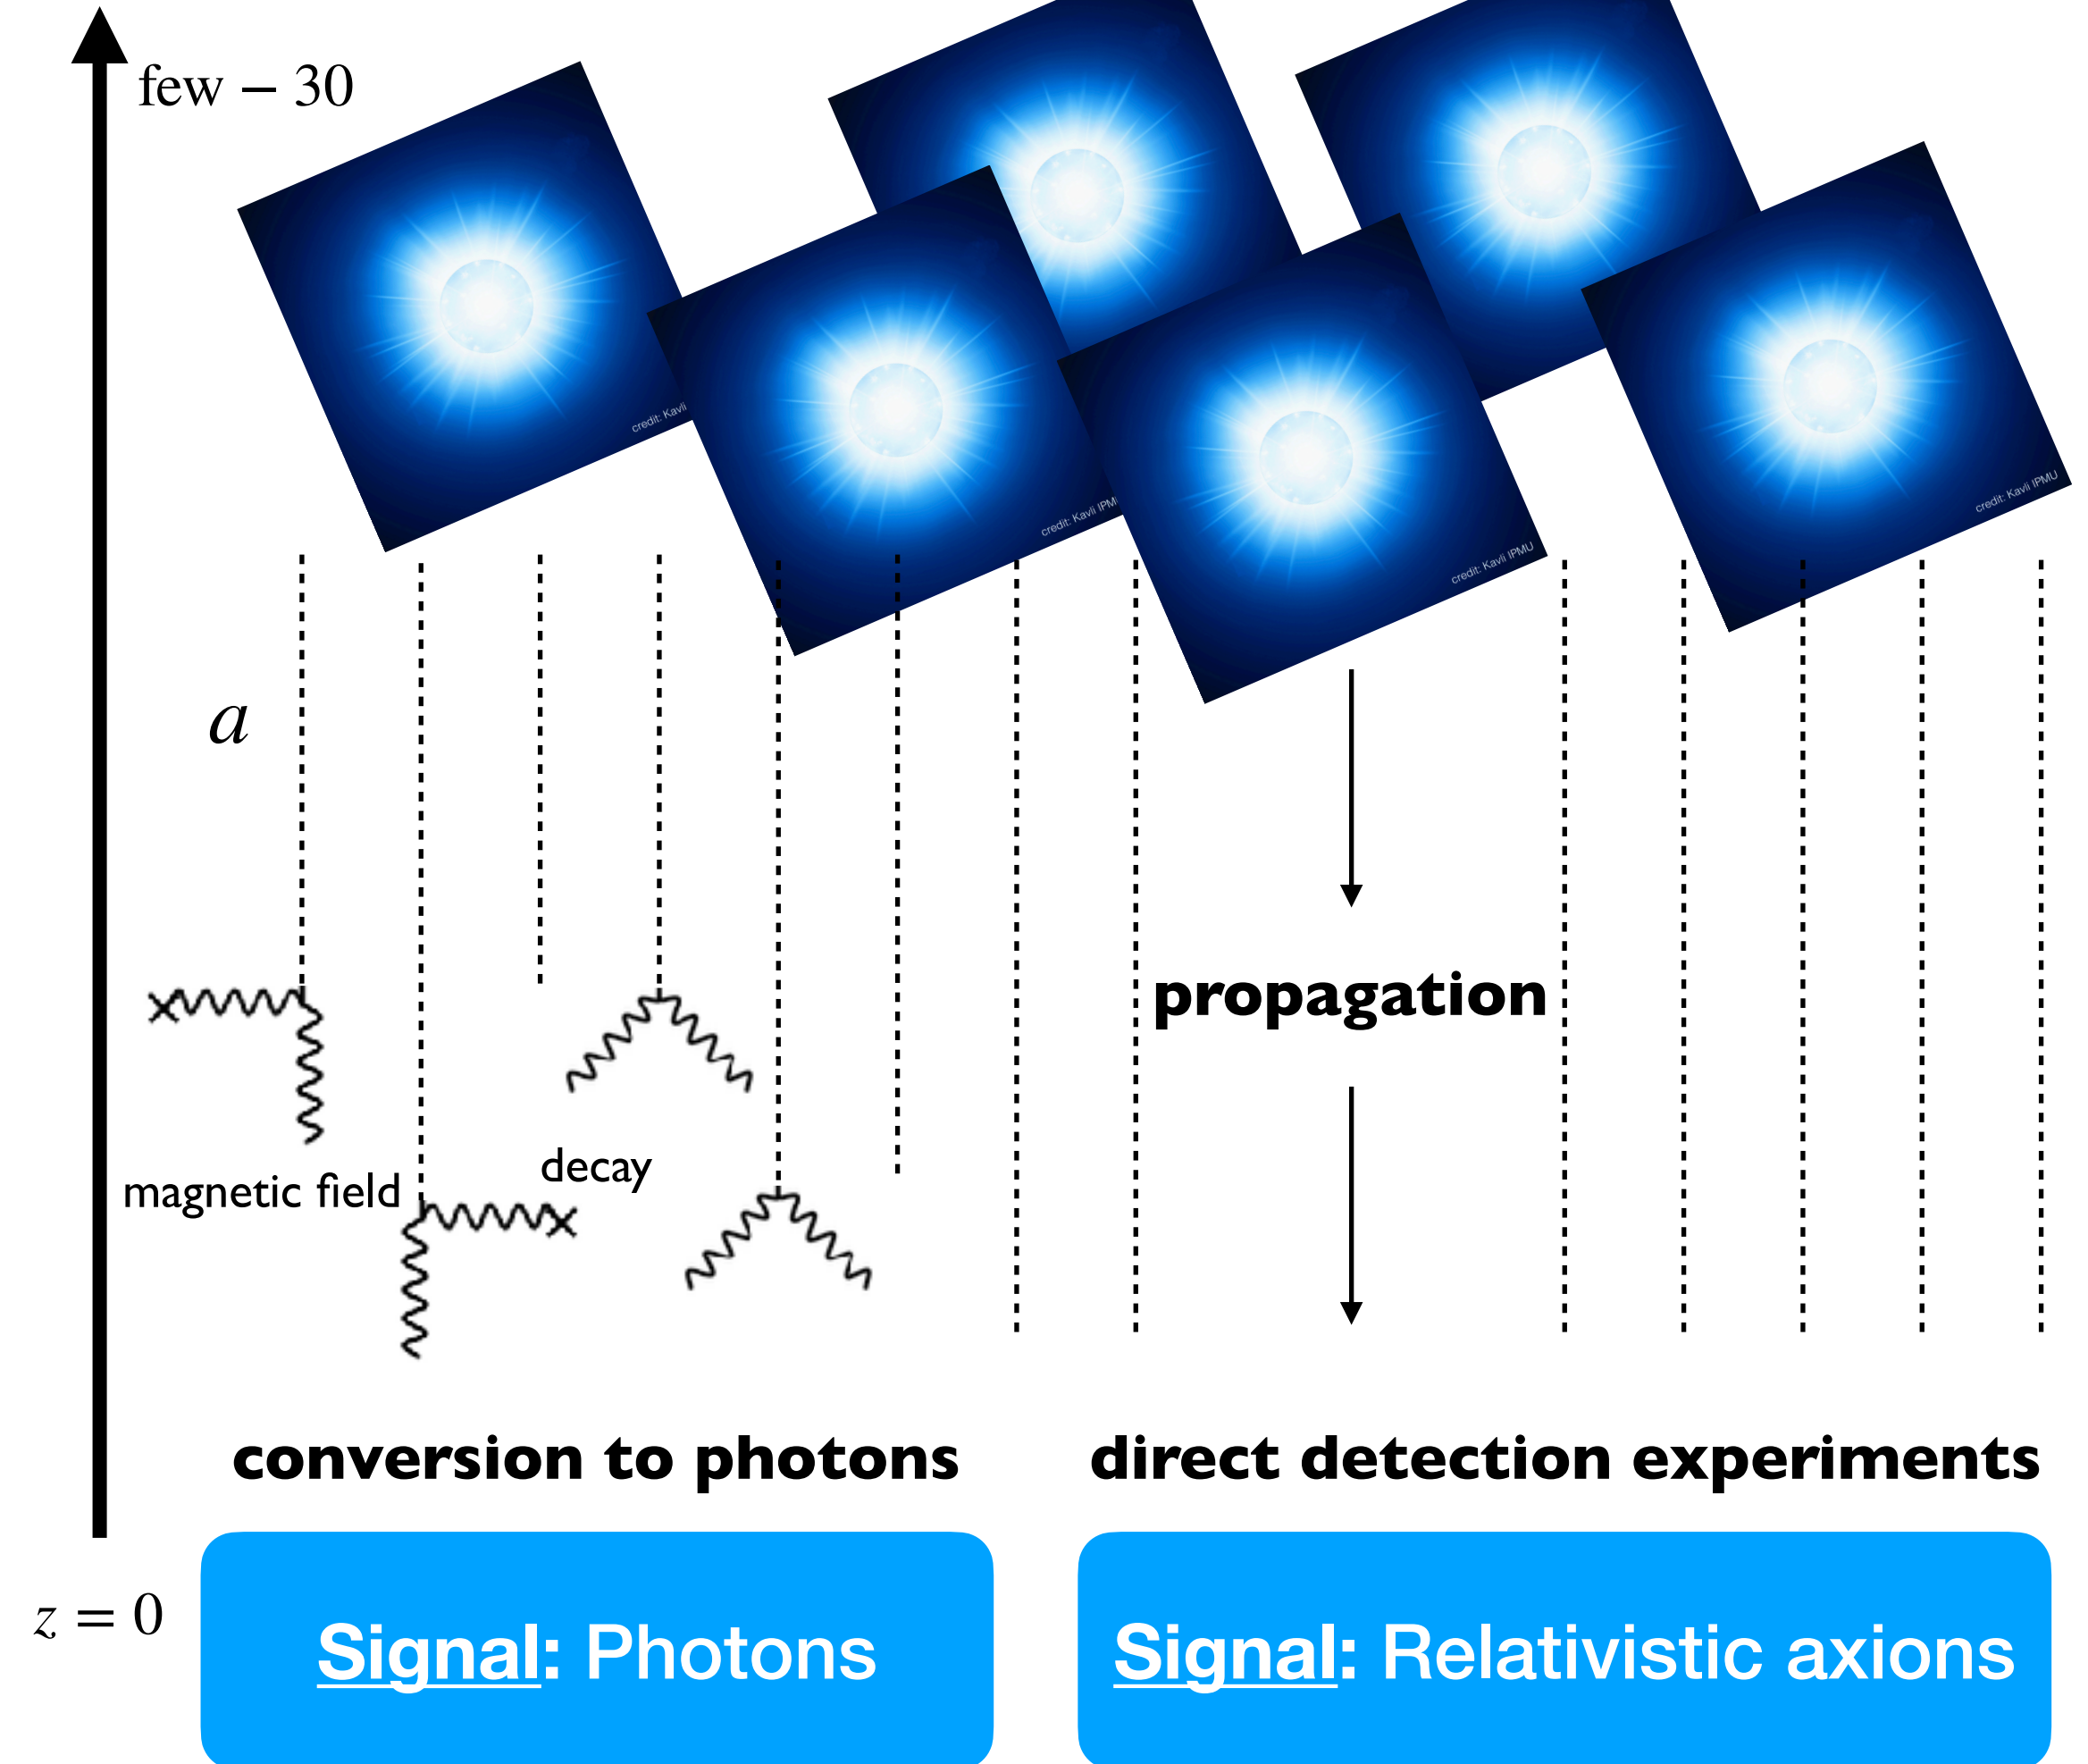 few – 30
credit: Kavli
credit: Kavli IPM
credit: Kavli IPMU
credit: Kavli IPMU
a
propagation
magnetic field
decay
conversion to photons
direct detection experiments
z = 0
Signal: Photons
Signal: Relativistic axions